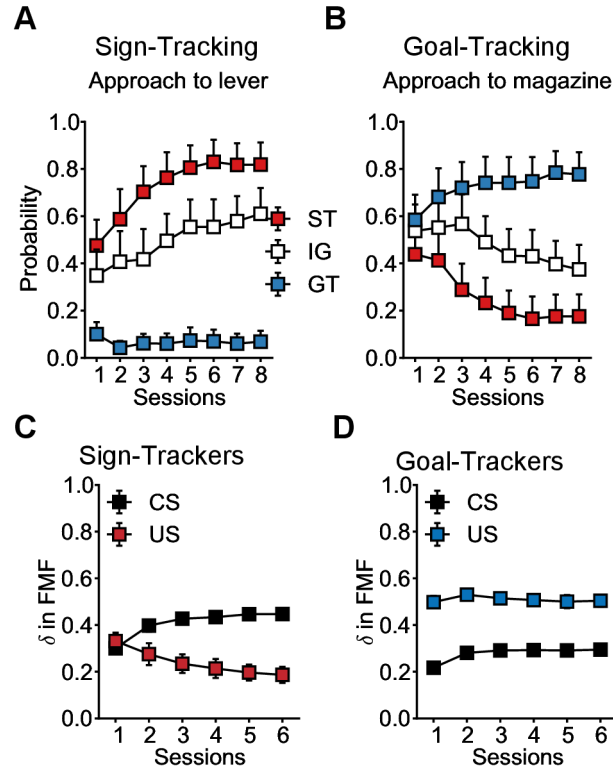 A
Sign-Tracking
Approach to lever
Probability
1.0
0.8
0.6
0.4
0.2
0.0
1 2 3 4 5 6 7 8
Sessions
ST
IG
GT
B
Goal-Tracking
Approach to magazine
1.0
0.8
0.6
0.4
0.2
0.0
1 2 3 4 5 6 7 8
Sessions
C
Sign-Trackers
δ in FMF
1.0
0.8
0.6
0.4
0.2
0.0
CS
US
1 2 3 4 5 6
Sessions
D
Goal-Trackers
δ in FMF
1.0
0.8
0.6
0.4
0.2
0.0
CS
US
1 2 3 4 5 6
Sessions